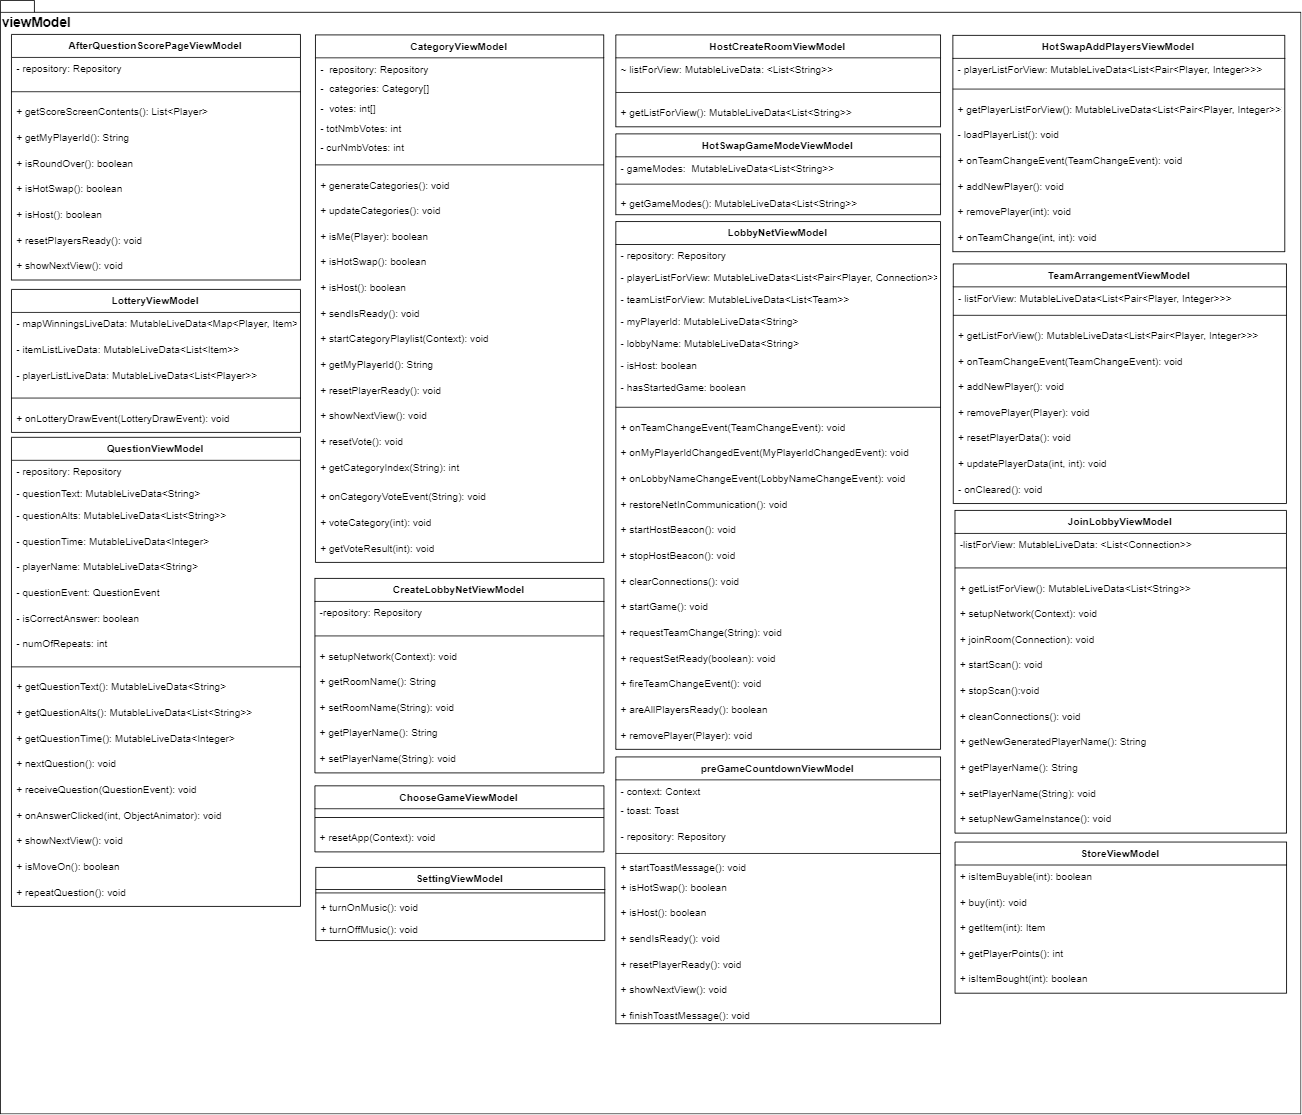 viewModel
AfterQuestionScorePageViewModel
- repository: Repository
+ getScoreScreenContents(): List<Player>
+ getMyPlayerId(): String
+ isRoundOver(): boolean
+ isHotSwap(): boolean
+ isHost(): boolean
+ resetPlayersReady(): void
+ showNextView(): void
LotteryViewModel
- mapWinningsLiveData: MutableLiveData<Map<Player, Item>
- itemListLiveData: MutableLiveData<List<Item>>
- playerListLiveData: MutableLiveData<List<Player>>
+ onLotteryDrawEvent(LotteryDrawEvent): void
QuestionViewModel
- repository: Repository
- questionText: MutableLiveData<String>
- questionAlts: MutableLiveData<List<String>>
- questionTime: MutableLiveData<Integer>
- playerName: MutableLiveData<String>
- questionEvent: QuestionEvent
- isCorrectAnswer: boolean
- numOfRepeats: int
+ getQuestionText(): MutableLiveData<String>
+ getQuestionAlts(): MutableLiveData<List<String>>
+ getQuestionTime(): MutableLiveData<Integer>
+ nextQuestion(): void
+ receiveQuestion(QuestionEvent): void
+ onAnswerClicked(int, ObjectAnimator): void
+ showNextView(): void
+ isMoveOn(): boolean
+ repeatQuestion(): void
CategoryViewModel
- repository: Repository
- categories: Category[]
- votes: int[]
- totNmbVotes: int
- curNmbVotes: int
+ generateCategories(): void
+ updateCategories(): void
+ isMe(Player): boolean
+ isHotSwap(): boolean
+ isHost(): boolean
+ sendIsReady(): void
+ startCategoryPlaylist(Context): void
+ getMyPlayerId(): String
+ resetPlayerReady(): void
+ showNextView(): void
+ resetVote(): void
+ getCategoryIndex(String): int
+ onCategoryVoteEvent(String): void
+ voteCategory(int): void
+ getVoteResult(int): void
CreateLobbyNetViewModel
-repository: Repository
+ setupNetwork(Context): void
+ getRoomName(): String
+ setRoomName(String): void
+ getPlayerName(): String
+ setPlayerName(String): void
ChooseGameViewModel
+ resetApp(Context): void
SettingViewModel
+ turnOnMusic(): void
+ turnOffMusic(): void
HostCreateRoomViewModel
~ listForView: MutableLiveData: <List<String>>
+ getListForView(): MutableLiveData<List<String>>
HotSwapGameModeViewModel
- gameModes: MutableLiveData<List<String>>
+ getGameModes(): MutableLiveData<List<String>>
LobbyNetViewModel
- repository: Repository
- playerListForView: MutableLiveData<List<Pair<Player, Connection>>
- teamListForView: MutableLiveData<List<Team>>
- myPlayerId: MutableLiveData<String>
- lobbyName: MutableLiveData<String>
- isHost: boolean
- hasStartedGame: boolean
+ onTeamChangeEvent(TeamChangeEvent): void
+ onMyPlayerIdChangedEvent(MyPlayerIdChangedEvent): void
+ onLobbyNameChangeEvent(LobbyNameChangeEvent): void
+ restoreNetInCommunication(): void
+ startHostBeacon(): void
+ stopHostBeacon(): void
+ clearConnections(): void
+ startGame(): void
+ requestTeamChange(String): void
+ requestSetReady(boolean): void
+ fireTeamChangeEvent(): void
+ areAllPlayersReady(): boolean
+ removePlayer(Player): void
preGameCountdownViewModel
- context: Context
- toast: Toast
- repository: Repository
+ startToastMessage(): void
+ isHotSwap(): boolean
+ isHost(): boolean
+ sendIsReady(): void
+ resetPlayerReady(): void
+ showNextView(): void
+ finishToastMessage(): void
HotSwapAddPlayersViewModel
- playerListForView: MutableLiveData<List<Pair<Player, Integer>>>
+ getPlayerListForView(): MutableLiveData<List<Pair<Player, Integer>>
- loadPlayerList(): void
+ onTeamChangeEvent(TeamChangeEvent): void
+ addNewPlayer(): void
+ removePlayer(int): void
+ onTeamChange(int, int): void
TeamArrangementViewModel
- listForView: MutableLiveData<List<Pair<Player, Integer>>>
+ getListForView(): MutableLiveData<List<Pair<Player, Integer>>>
+ onTeamChangeEvent(TeamChangeEvent): void
+ addNewPlayer(): void
+ removePlayer(Player): void
+ resetPlayerData(): void
+ updatePlayerData(int, int): void
- onCleared(): void
JoinLobbyViewModel
-listForView: MutableLiveData: <List<Connection>>
+ getListForView(): MutableLiveData<List<String>>
+ setupNetwork(Context): void
+ joinRoom(Connection): void
+ startScan(): void
+ stopScan():void
+ cleanConnections(): void
+ getNewGeneratedPlayerName(): String
+ getPlayerName(): String
+ setPlayerName(String): void
+ setupNewGameInstance(): void
StoreViewModel
+ isItemBuyable(int): boolean
+ buy(int): void
+ getItem(int): Item
+ getPlayerPoints(): int
+ isItemBought(int): boolean